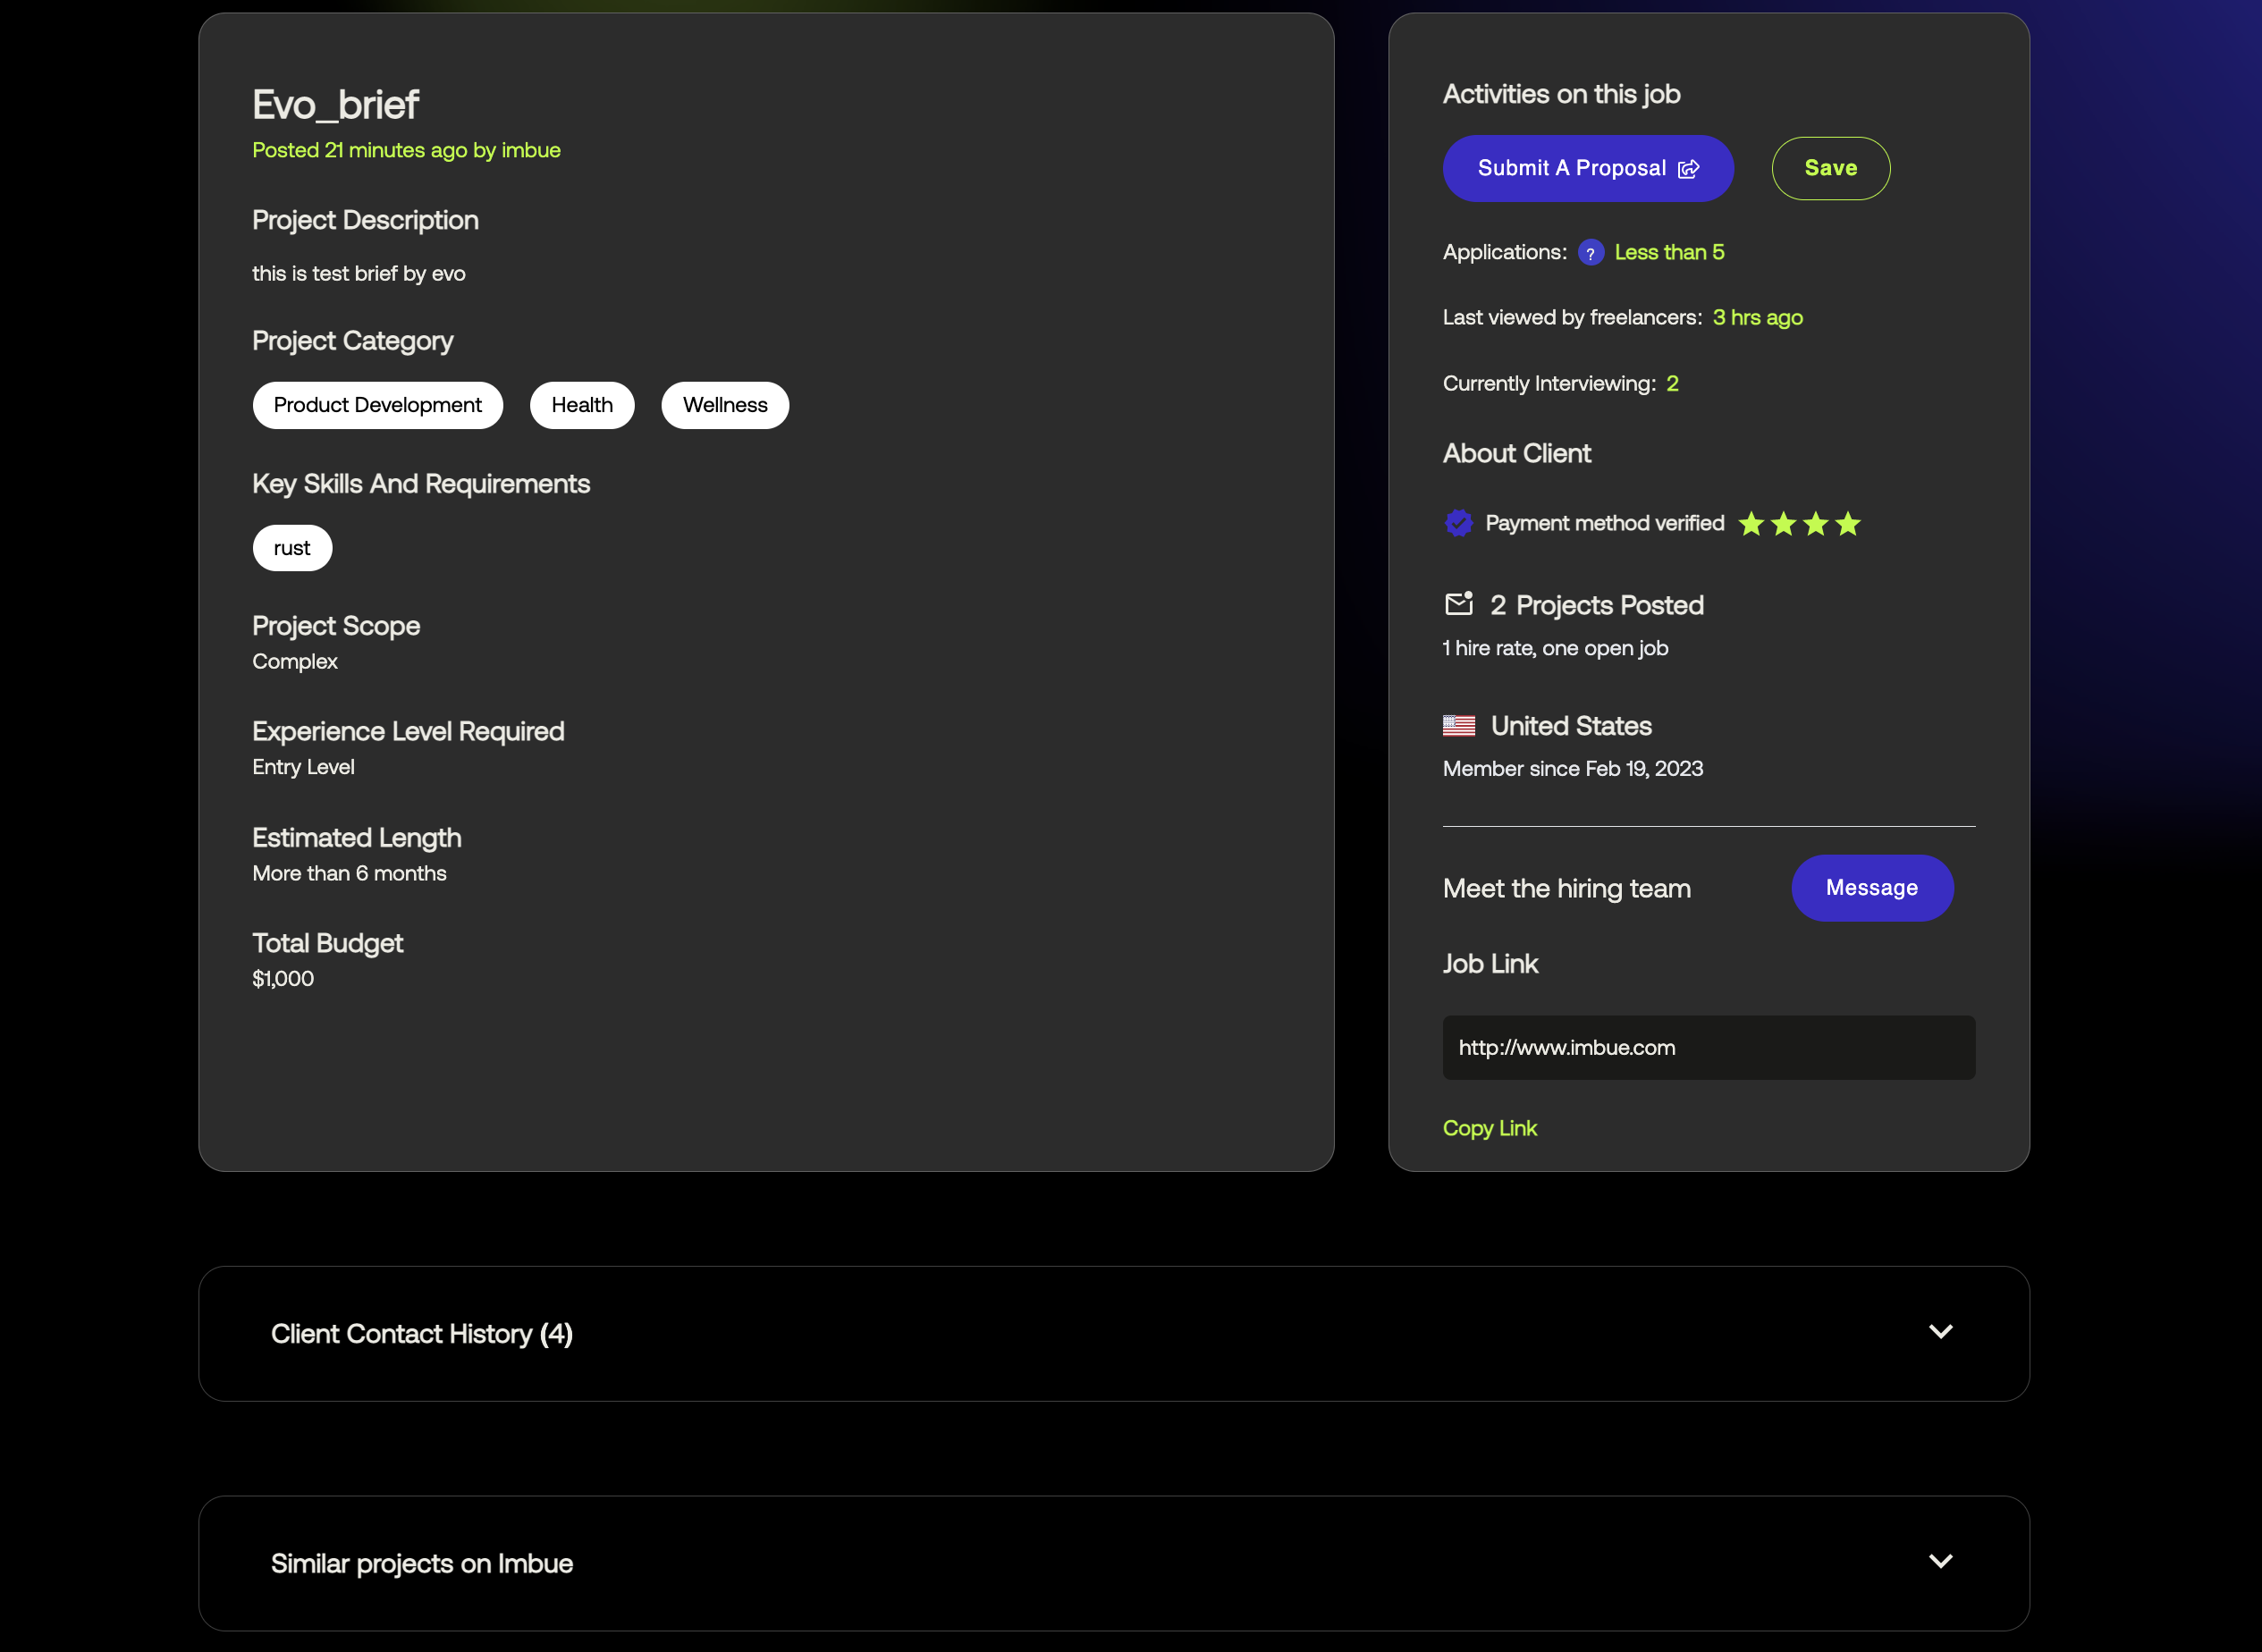 Evo_brief
Posted 21 minutes ago by imbue
Project Description
this is test brief by evo
Project Category
Product Development Health Wellness
Key Skills And Requirements
rust
Project Scope
Complex
Experience Level Required
Entry Level
Estimated Length
More than 6 months
Total Budget
$1,000
Activities on this job
Submit A Proposal Save
Applications: ? Less than 5
Last viewed by freelancers: 3 hrs ago
Currently Interviewing: 2
About Client
Payment method verified
2 Projects Posted
1 hire rate, one open job
United States
Member since Feb 19, 2023
Meet the hiring team Message
Job Link
http://www.imbue.com
Copy Link
Client Contact History (4)
Similar projects on Imbue